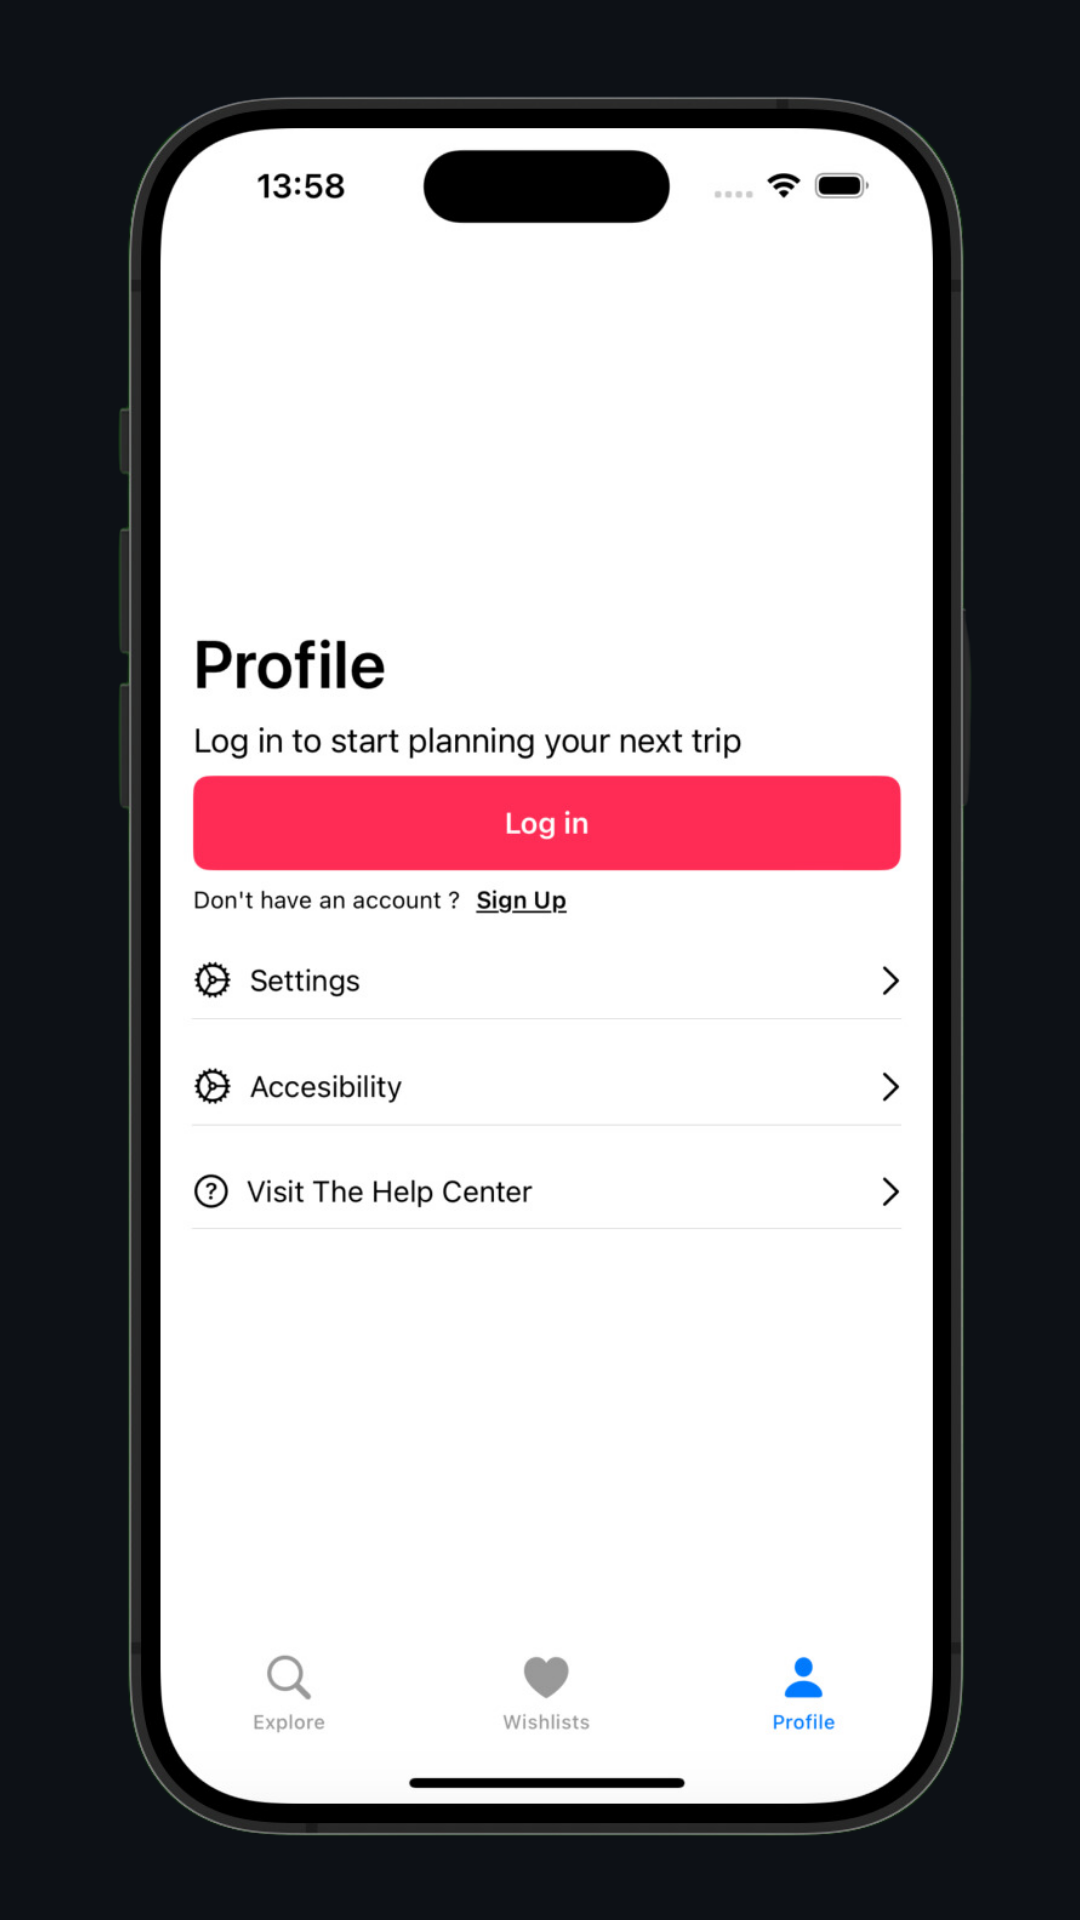 13:58
Profile
Log in to start planning your next trip
Log in
Don't have an account ? Sign Up
Settings
Accesibility
Visit The Help Center
Explore
Wishlists
Profile